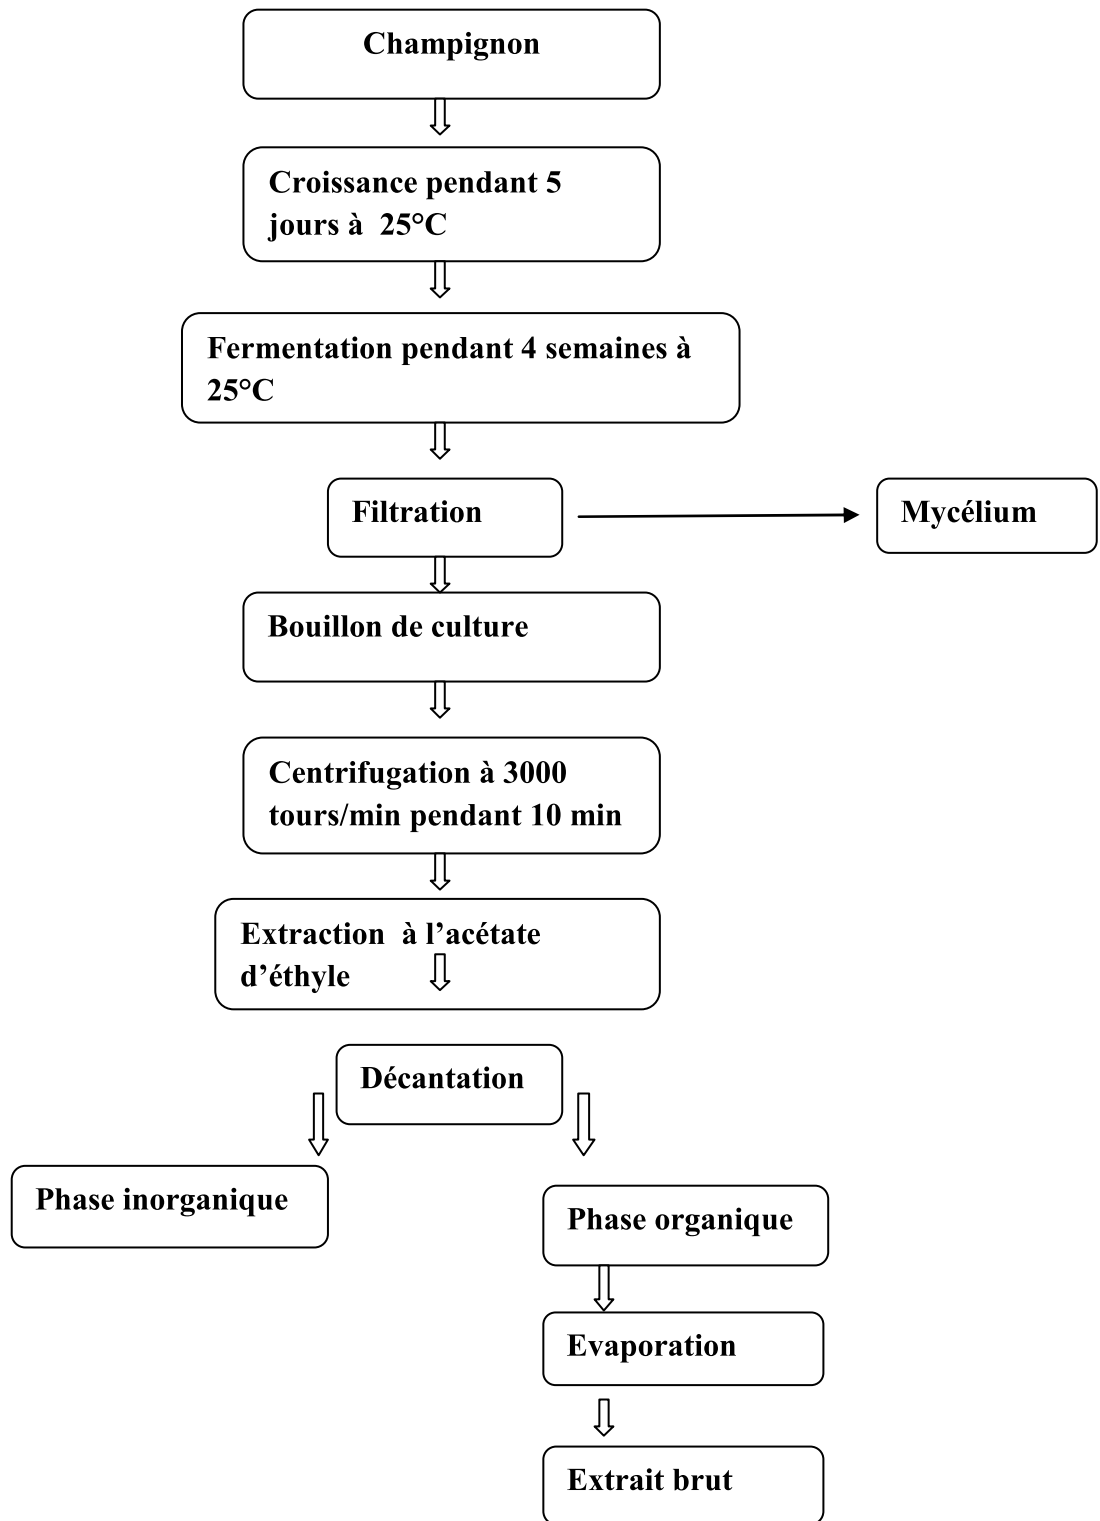 Champignon
Croissance pendant 5
jours à  25°C
Fermentation pendant 4 semaines à
25°C
Filtration
Mycélium
Bouillon de culture
Centrifugation à 3000
tours/min pendant 10 min
Extraction  à l’acétate
d’éthyle
Décantation
Phase inorganique
Phase organique
Evaporation
Extrait brut